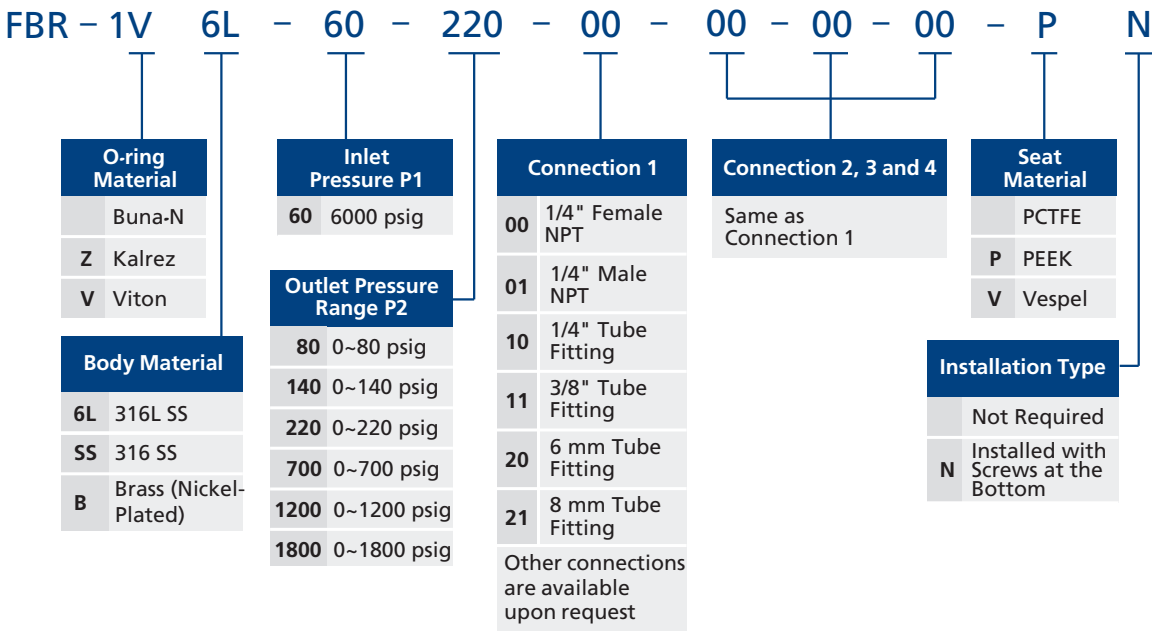 FBR – 1V 6L – 60 – 220 – 00 – 00 – 00 – 00 – P N
O-ring
Material
Buna-N
Z Kalrez
V Viton
Body Material
6L 316L SS
SS 316 SS
B Brass (Nickel-
Plated)
Inlet
Pressure P1
60 6000 psig
Outlet Pressure
Range P2
80 0~80 psig
140 0~140 psig
220 0~220 psig
700 0~700 psig
1200 0~1200 psig
1800 0~1800 psig
Connection 1
00 1/4" Female
NPT
01 1/4" Male
NPT
10 1/4" Tube
Fitting
11 3/8" Tube
Fitting
20 6 mm Tube
Fitting
21 8 mm Tube
Fitting
Other connections
are available
upon request
Connection 2, 3 and 4
Same as
Connection 1
Seat
Material
PCTFE
P PEEK
V Vespel
Installation Type
Not Required
N Installed with
Screws at the
Bottom